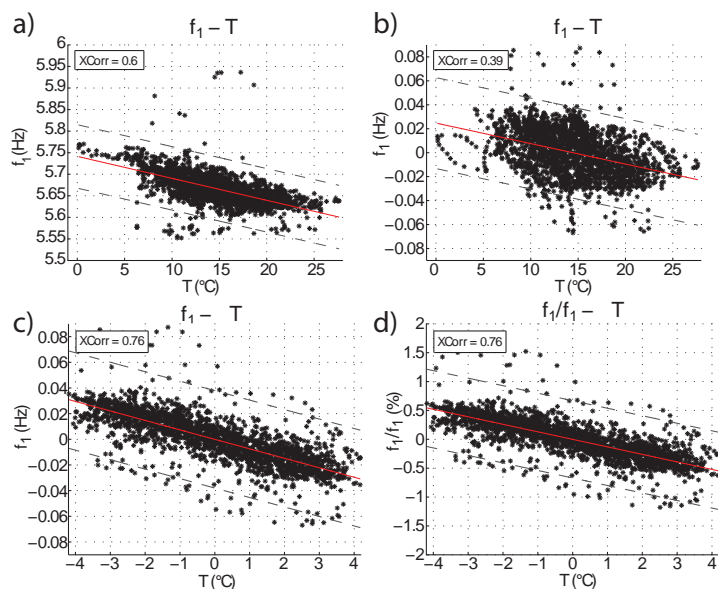 a)
f₁ – T
XCorr = 0.6
6
5.95
5.9
5.85
5.8
5.75
5.7
5.65
5.6
5.55
5.5
f₁ (Hz)
0 5 10 15 20 25
T (°C)
b)
f₁ – T
XCorr = 0.39
0.08
0.06
0.04
0.02
0
−0.02
−0.04
−0.06
−0.08
f₁ (Hz)
0 5 10 15 20 25
T (°C)
c)
f₁ – T
XCorr = 0.76
0.08
0.06
0.04
0.02
0
−0.02
−0.04
−0.06
−0.08
f₁ (Hz)
−4 −3 −2 −1 0 1 2 3 4
T (°C)
d)
f₁/f₁ – T
XCorr = 0.76
2
1.5
1
0.5
0
−0.5
−1
−1.5
−2
f₁/f₁ (%)
−4 −3 −2 −1 0 1 2 3 4
T (°C)